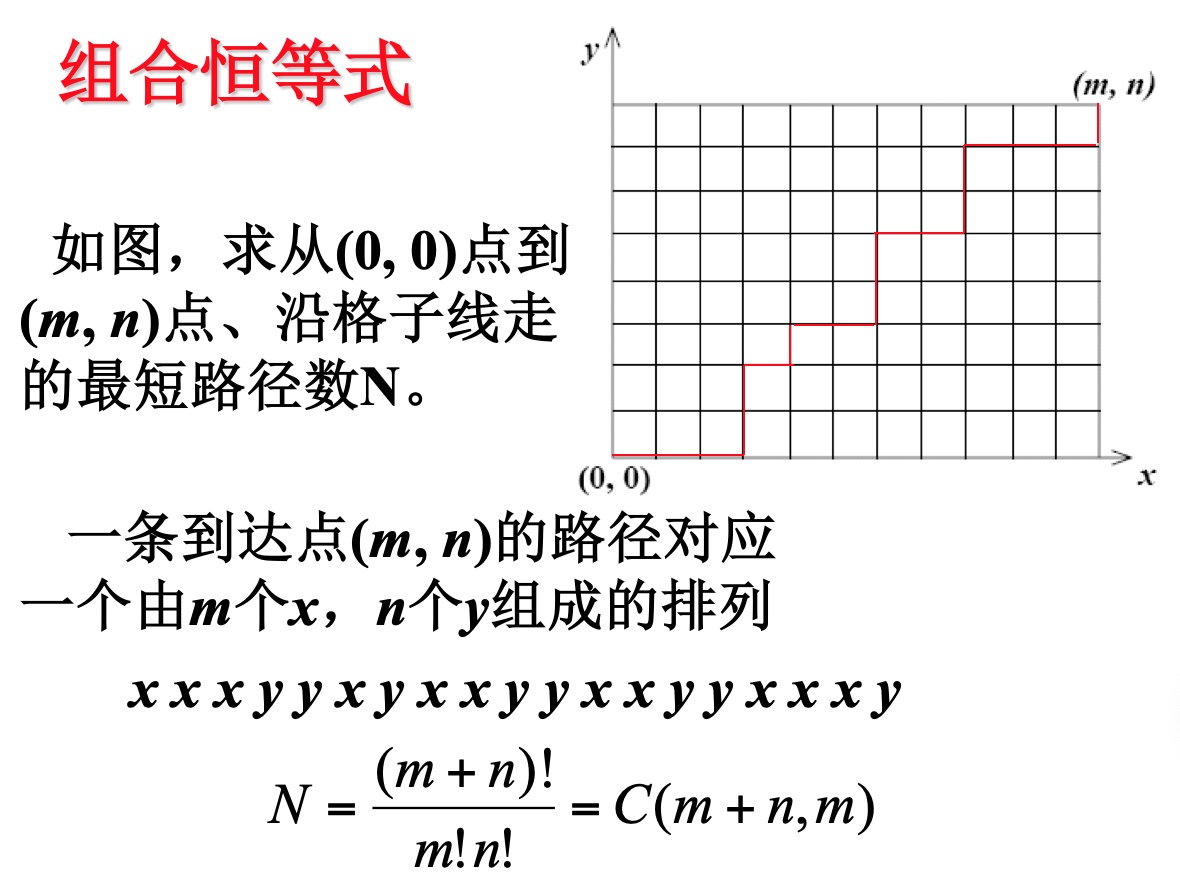 组合恒等式
y
(m, n)
如图，求从(0, 0)点到
(m, n)点、沿格子线走
的最短路径数N。
(0, 0)
x
一条到达点(m, n)的路径对应
一个由m个x，n个y组成的排列
x x x y y x y x x y y x x y y x x x y
N = (m + n)! / m! n! = C(m + n, m)